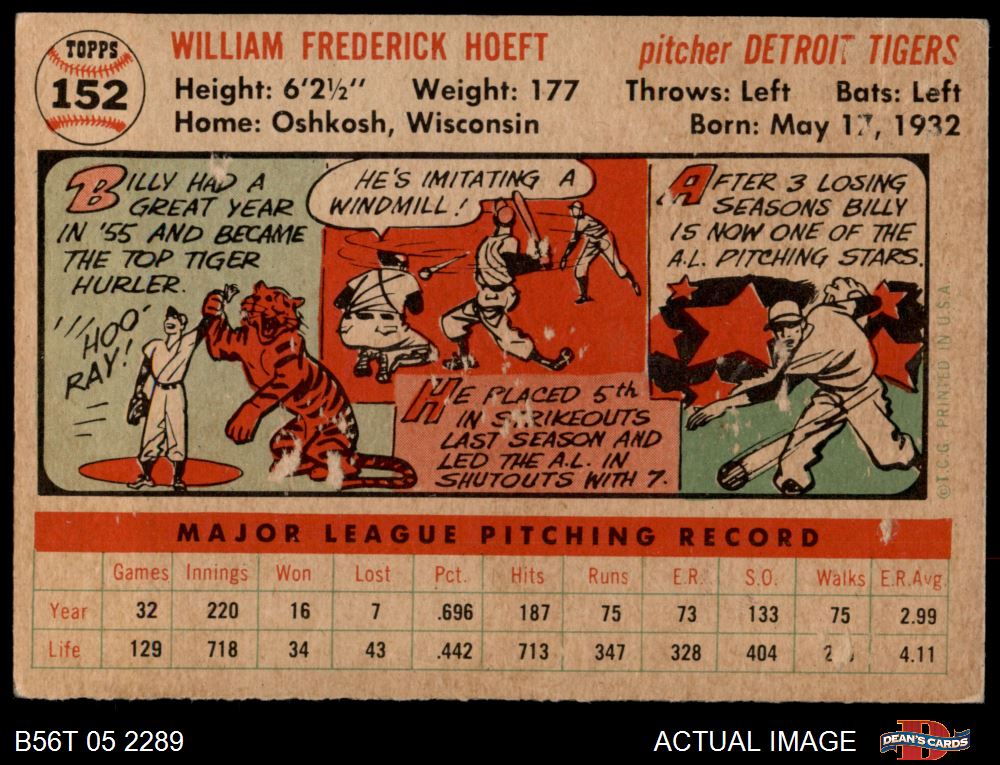 TOPPS
152
WILLIAM FREDERICK HOEFT
pitcher DETROIT TIGERS
Height: 6'2½" Weight: 177 Throws: Left Bats: Left
Home: Oshkosh, Wisconsin Born: May 17, 1932
BILLY HAD A
GREAT YEAR
IN '55 AND BECAME
THE TOP TIGER
HURLER.
HOO-
RAY!
HE'S IMITATING A
WINDMILL!
HE PLACED 5th
IN STRIKEOUTS
LAST SEASON AND
LED THE A.L. IN
SHUTOUTS WITH 7.
AFTER 3 LOSING
SEASONS BILLY
IS NOW ONE OF THE
A.L. PITCHING STARS.
©T.C.G. PRINTED IN U.S.A.
MAJOR LEAGUE PITCHING RECORD
Games Innings Won Lost Pct. Hits Runs E.R. S.O. Walks E.R.Avg.
Year 32 220 16 7 .696 187 75 73 133 75 2.99
Life 129 718 34 43 .442 713 347 328 404 4.11
B56T 05 2289
ACTUAL IMAGE
D
DEAN'S CARDS